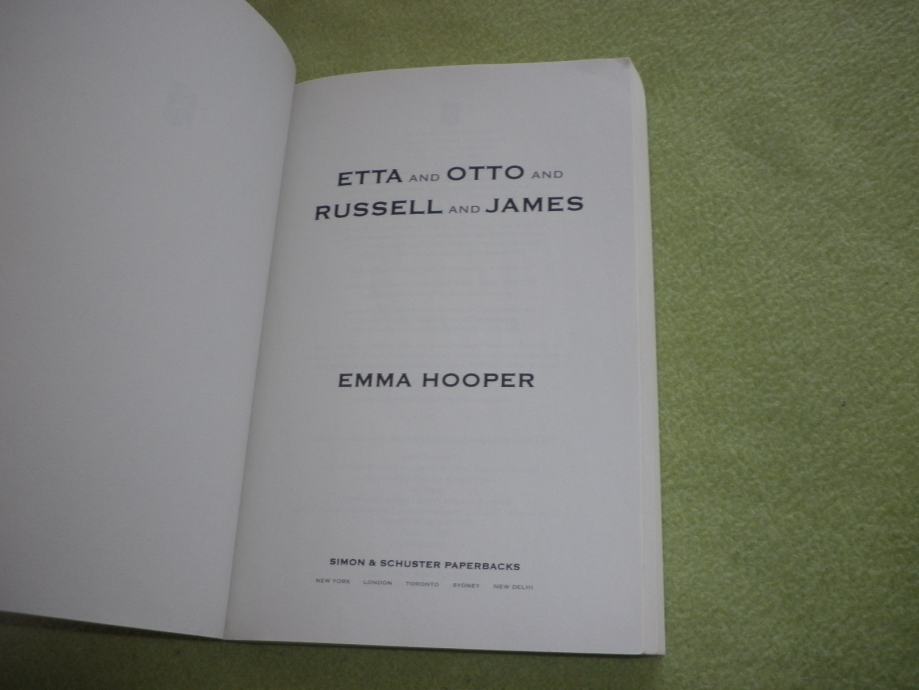 ETTA AND OTTO AND
RUSSELL AND JAMES
EMMA HOOPER
SIMON & SCHUSTER PAPERBACKS
NEW YORK LONDON TORONTO SYDNEY NEW DELHI